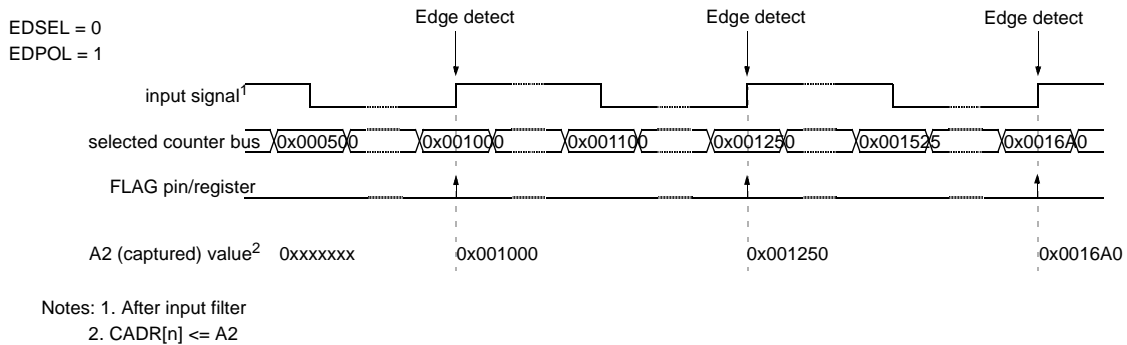 EDSEL = 0
EDPOL = 1
Edge detect Edge detect Edge detect
input signal1
selected counter bus 0x000500 0x001000 0x001100 0x001250 0x001525 0x0016A0
FLAG pin/register
A2 (captured) value2 0xxxxxxx 0x001000 0x001250 0x0016A0
Notes: 1. After input filter
2. CADR[n] <= A2